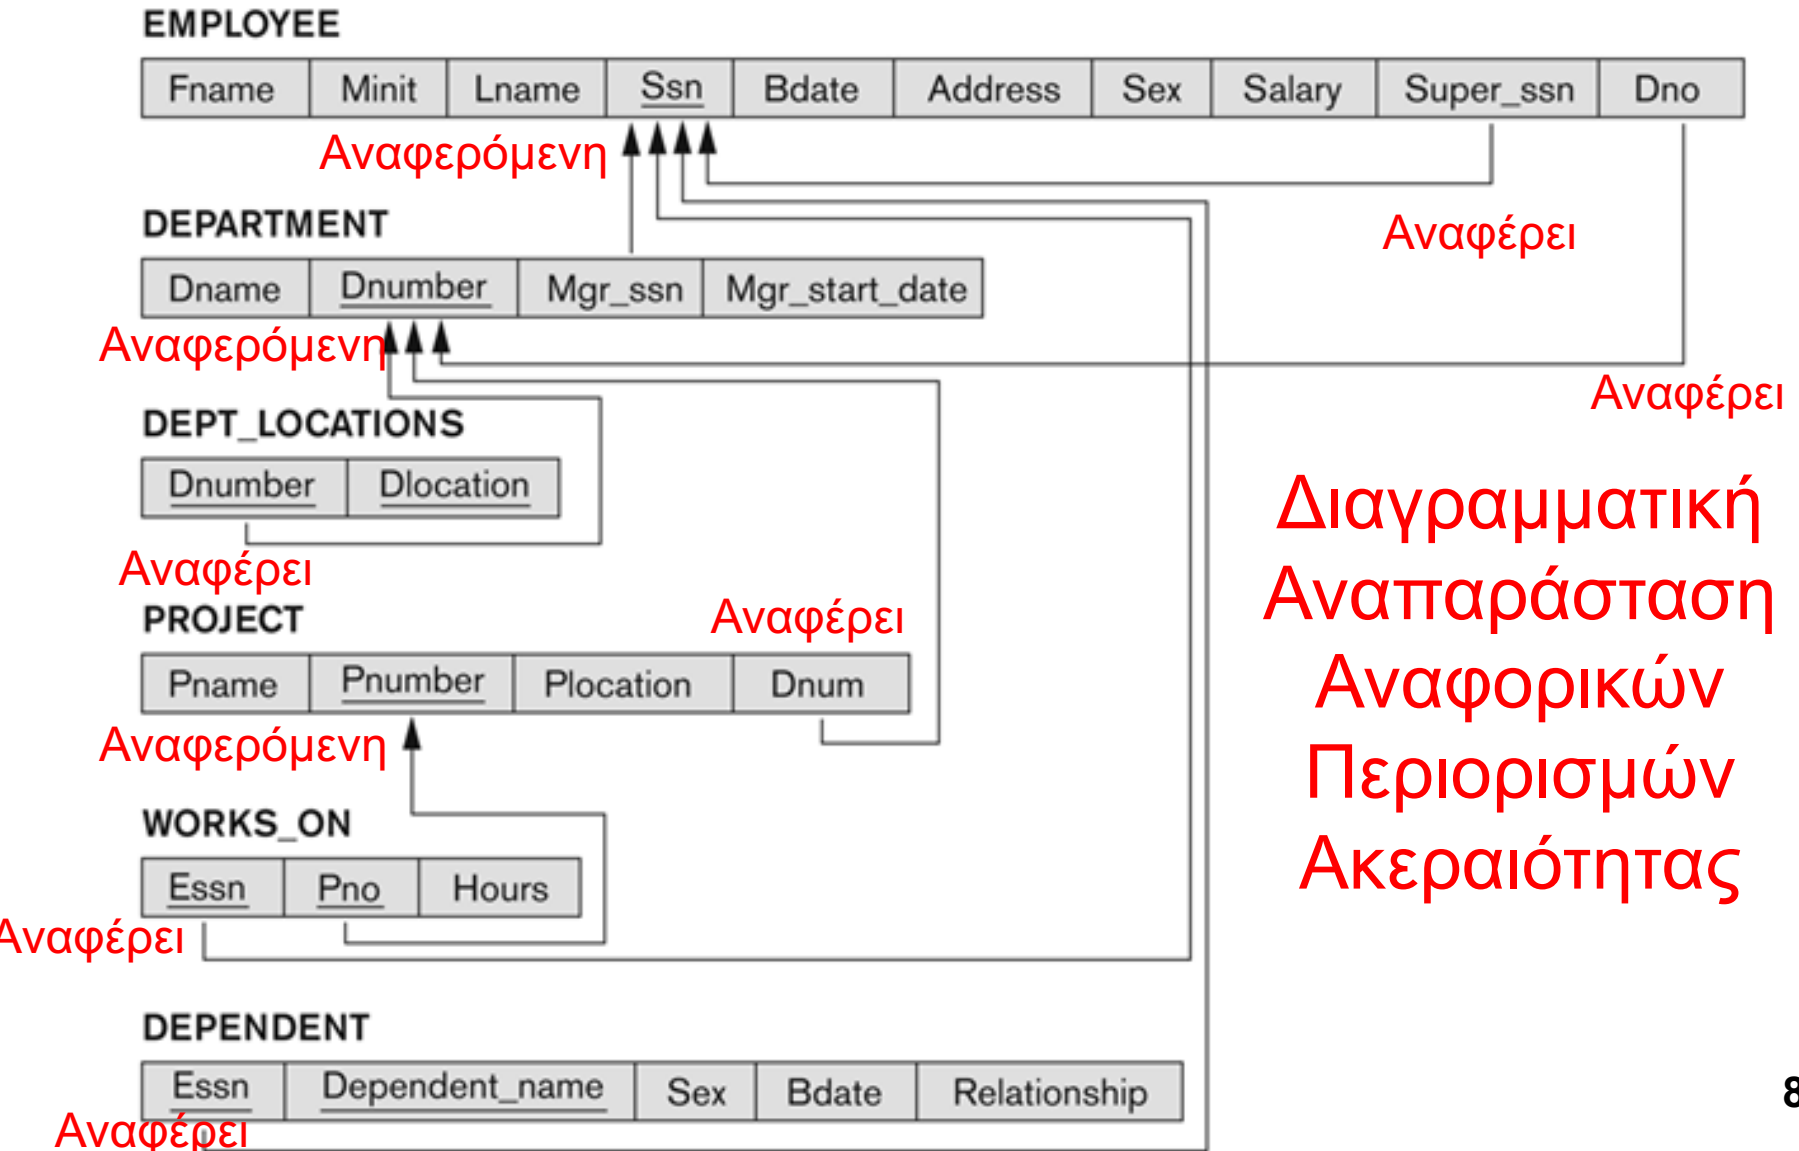 EMPLOYEE
Fname Minit Lname Ssn Bdate Address Sex Salary Super_ssn Dno
Αναφερόμενη
Αναφέρει
DEPARTMENT
Dname Dnumber Mgr_ssn Mgr_start_date
Αναφερόμενη
Αναφέρει
DEPT_LOCATIONS
Dnumber Dlocation
Αναφέρει
Αναφέρει
PROJECT
Pname Pnumber Plocation Dnum
Αναφερόμενη
WORKS_ON
Essn Pno Hours
Αναφέρει
DEPENDENT
Essn Dependent_name Sex Bdate Relationship
Αναφέρει
Διαγραμματική
Αναπαράσταση
Αναφορικών
Περιορισμών
Ακεραιότητας
8